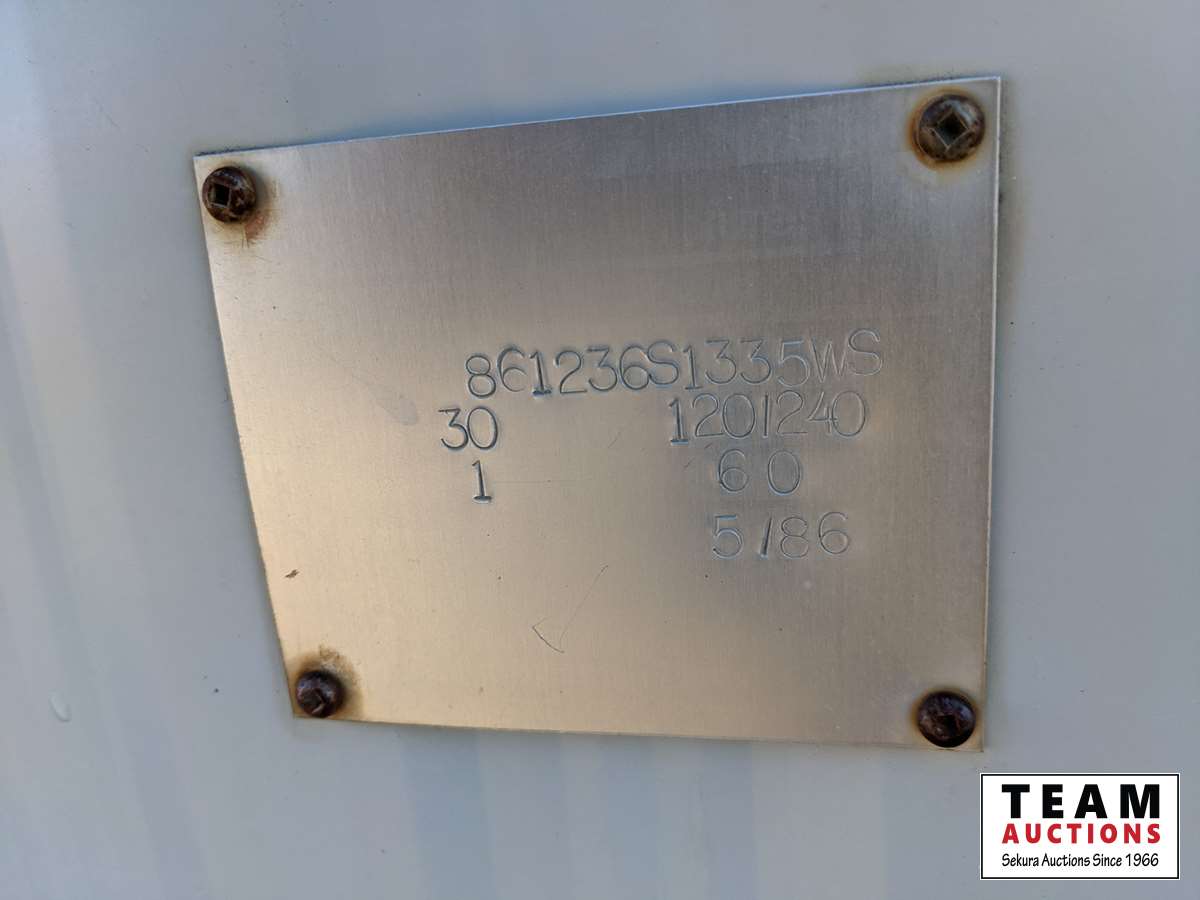 861236S1335WS
30 120/240
1 60
5/86
TEAM
AUCTIONS
Sekura Auctions Since 1966